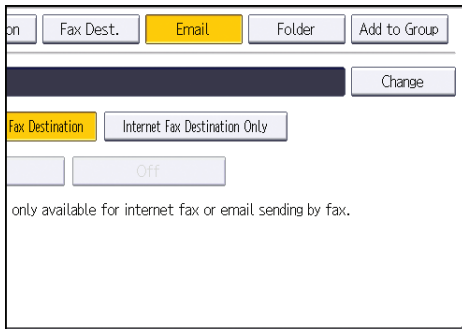 on Fax Dest. Email Folder Add to Group
Change
Fax Destination Internet Fax Destination Only
Off
only available for internet fax or email sending by fax.